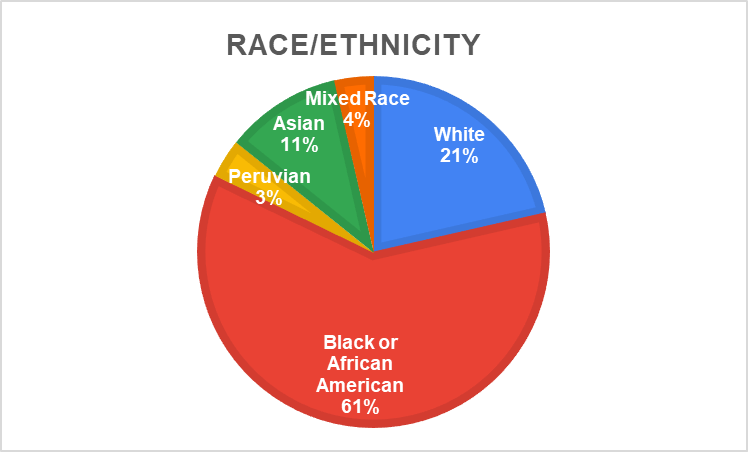 RACE/ETHNICITY
Mixed Race
4%
White
21%
Asian
11%
Peruvian
3%
Black or
African
American
61%